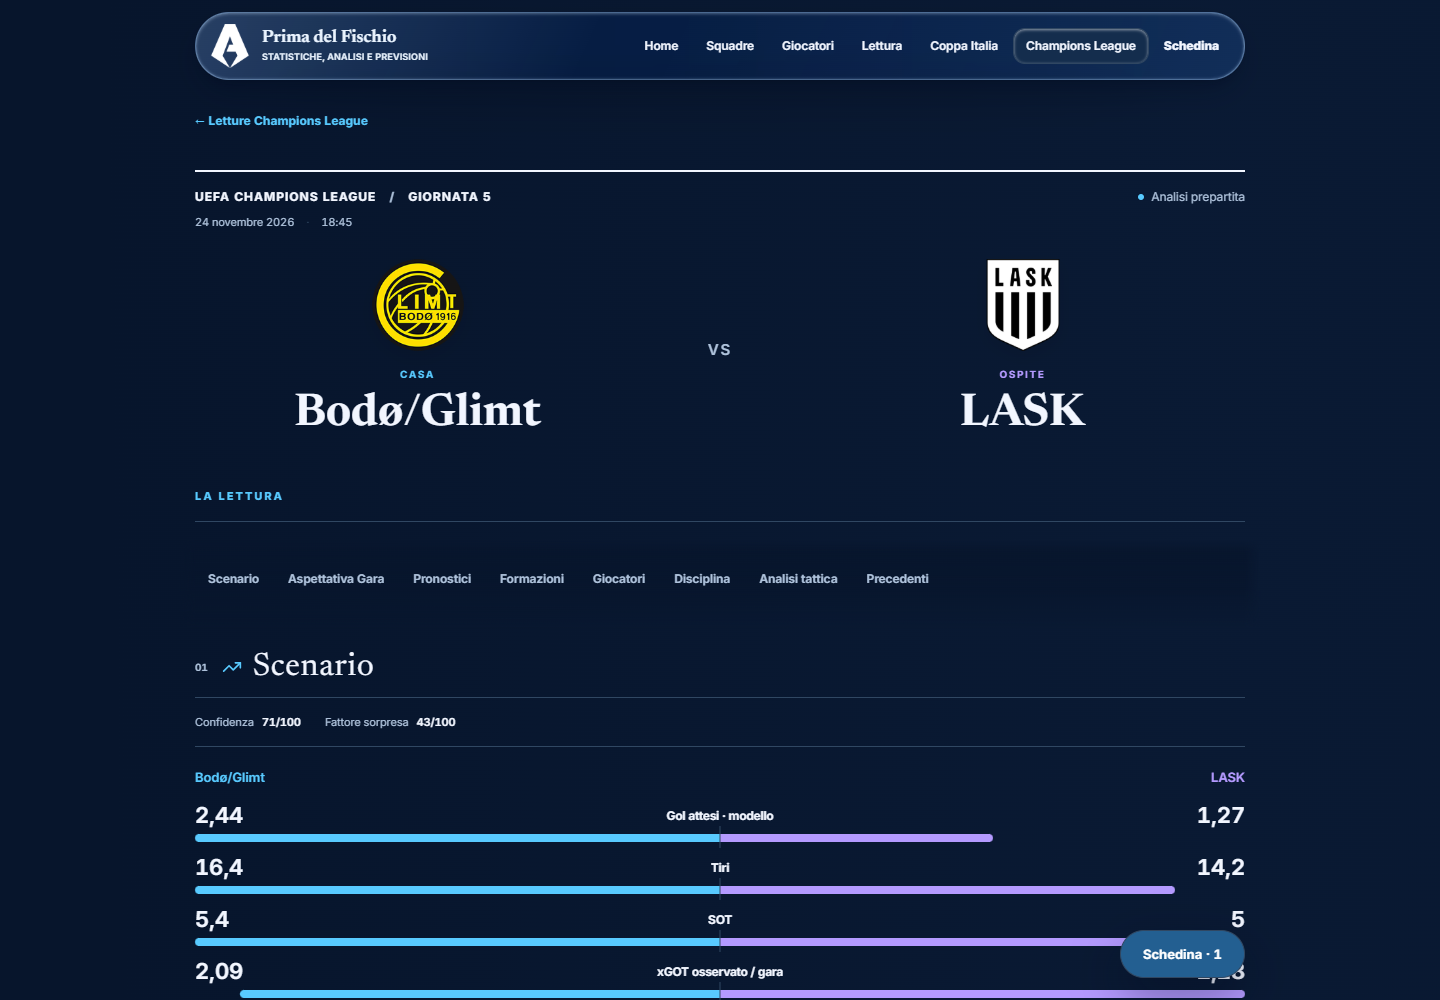 Prima del Fischio
STATISTICHE, ANALISI E PREVISIONI
Home Squadre Giocatori Lettura Coppa Italia Champions League Schedina
← Letture Champions League
UEFA CHAMPIONS LEAGUE / GIORNATA 5
Analisi prepartita
24 novembre 2026 · 18:45
LIMT
BODØ 1916
LASK
VS
CASA
OSPITE
Bodø/Glimt
LASK
LA LETTURA
Scenario Aspettativa Gara Pronostici Formazioni Giocatori Disciplina Analisi tattica Precedenti
01 Scenario
Confidenza 71/100 Fattore sorpresa 43/100
Bodø/Glimt LASK
2,44 Gol attesi · modello 1,27
16,4 Tiri 14,2
5,4 SOT 5
Schedina · 1
2,09 xGOT osservato / gara